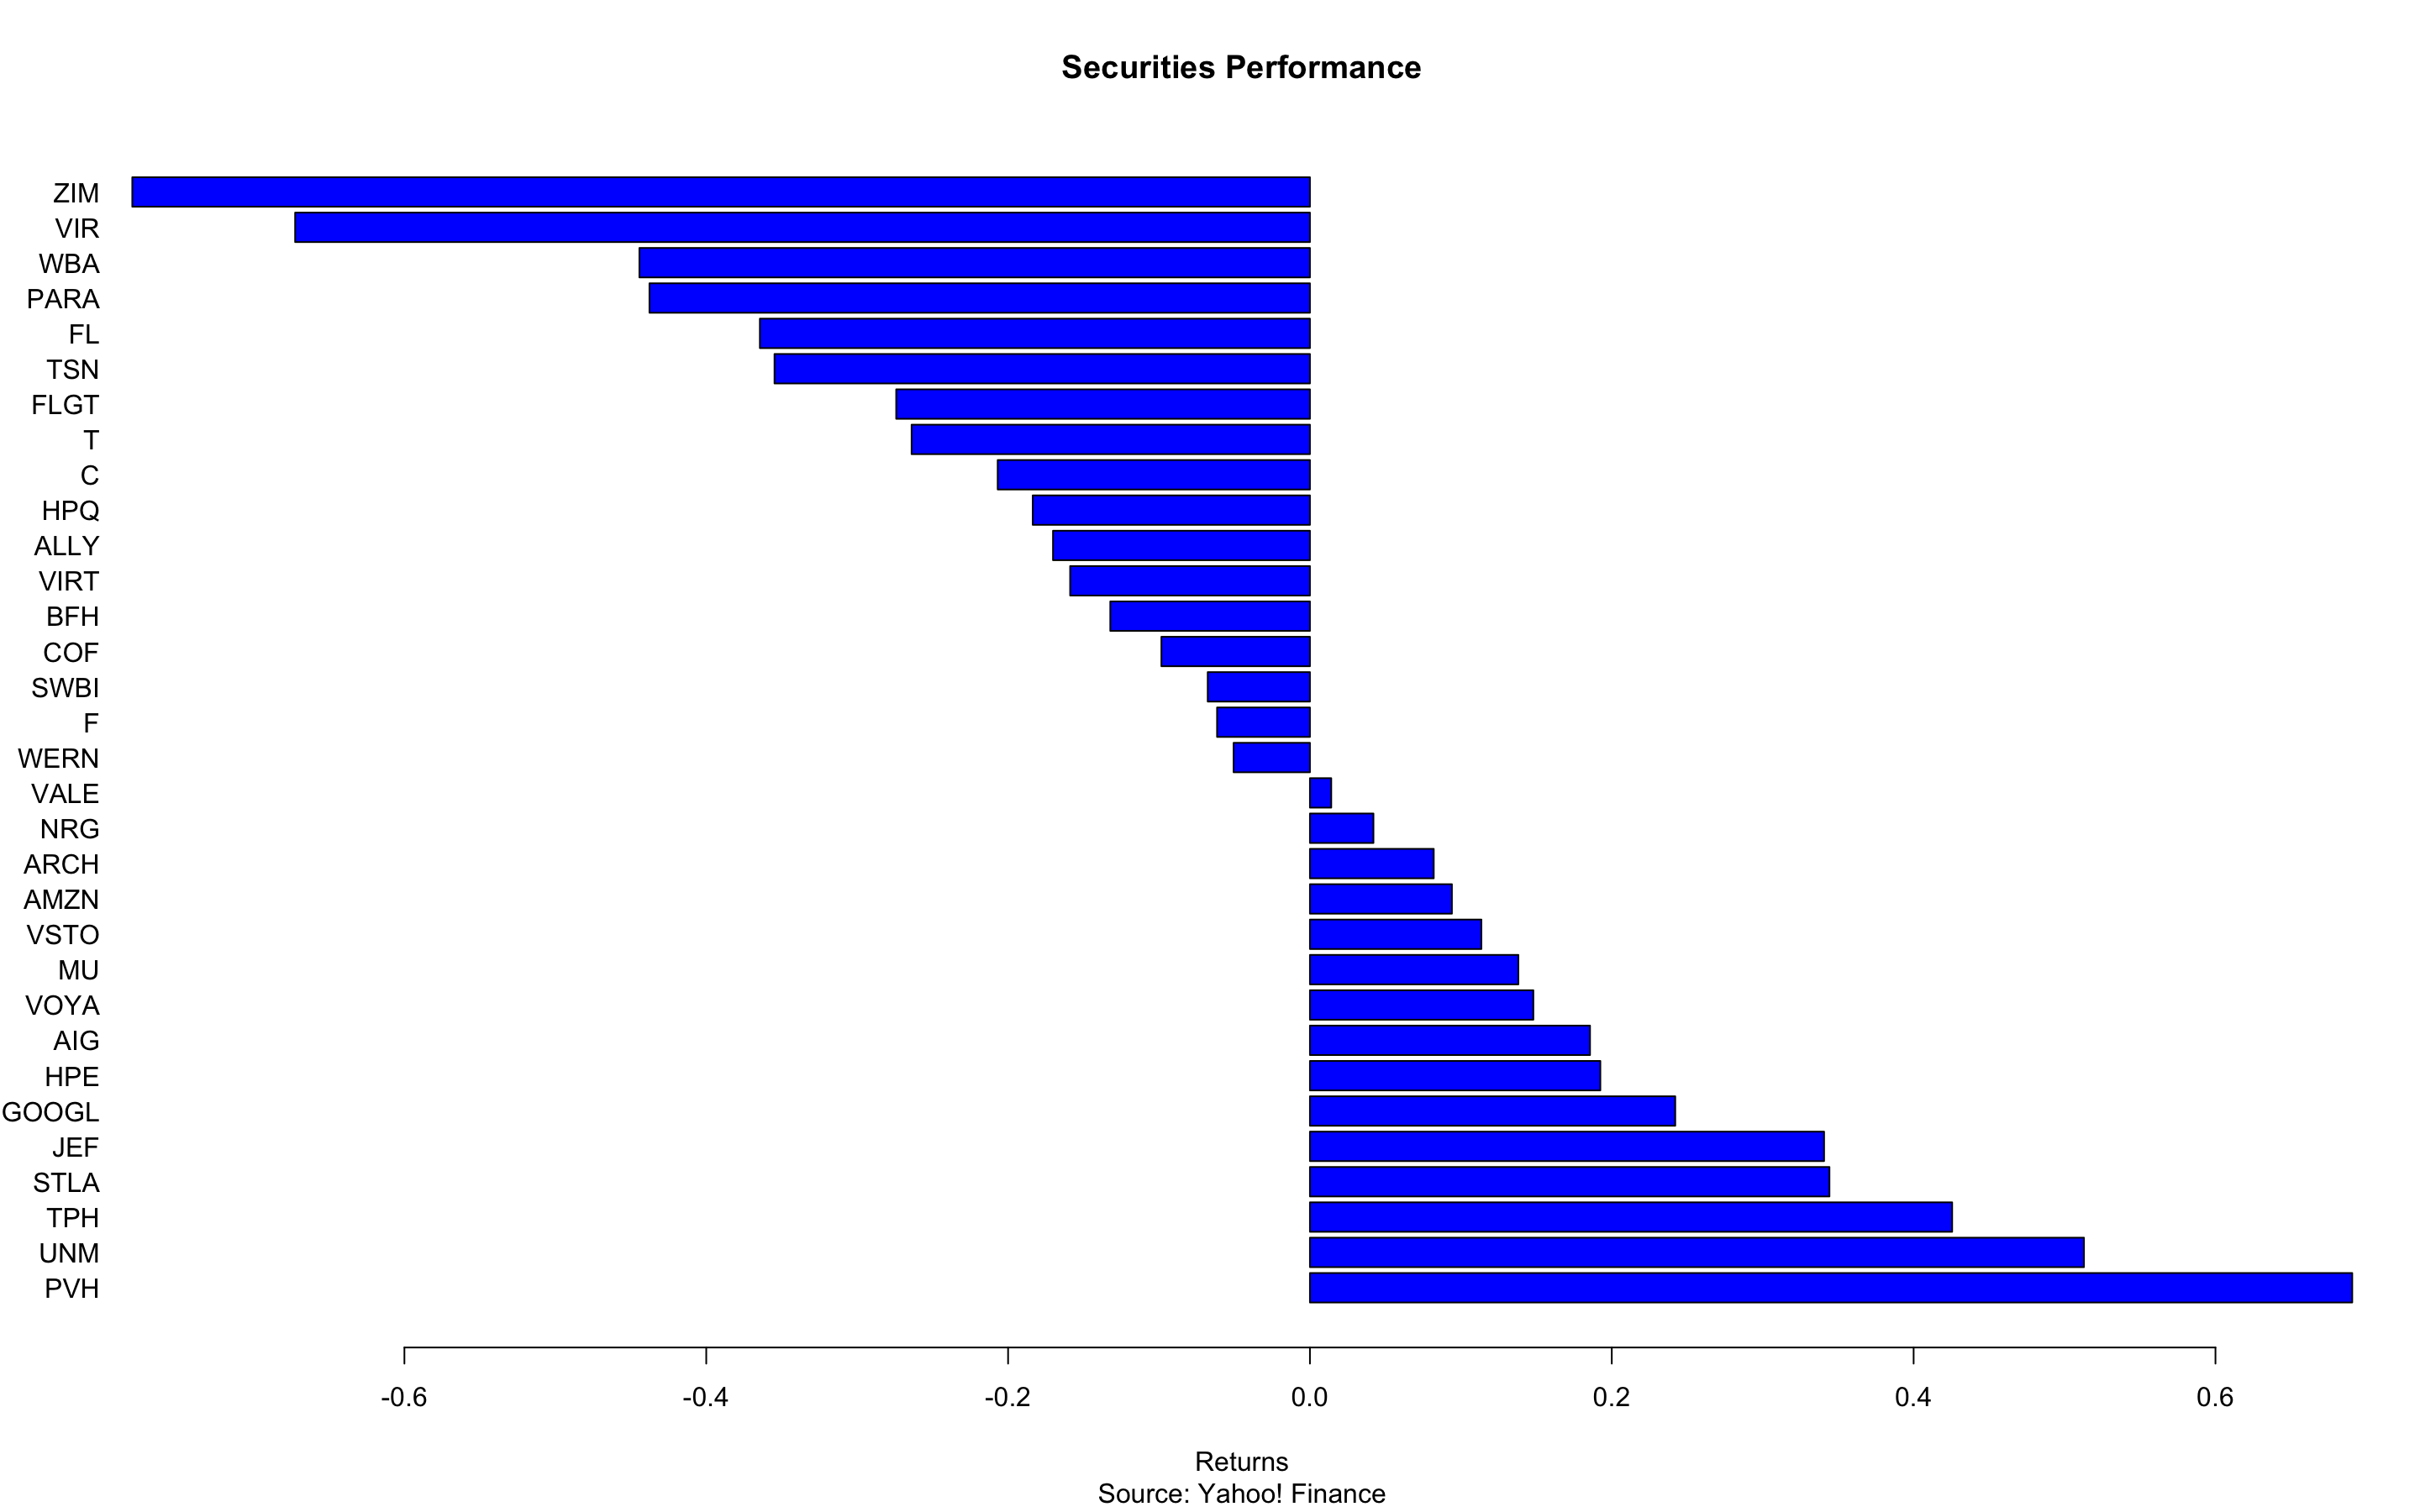 Securities Performance
ZIM
VIR
WBA
PARA
FL
TSN
FLGT
T
C
HPQ
ALLY
VIRT
BFH
COF
SWBI
F
WERN
VALE
NRG
ARCH
AMZN
VSTO
MU
VOYA
AIG
HPE
GOOGL
JEF
STLA
TPH
UNM
PVH
-0.6 -0.4 -0.2 0.0 0.2 0.4 0.6
Returns
Source: Yahoo! Finance